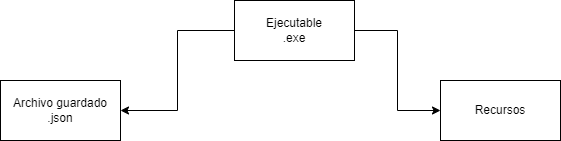 Ejecutable
.exe
Archivo guardado
.json
Recursos